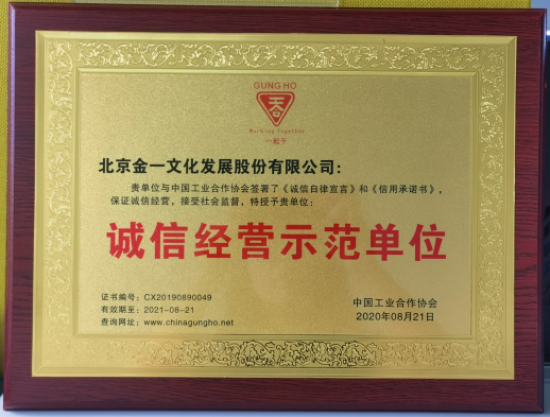 GUNG HO
Working Together
一起干
北京金一文化发展股份有限公司：
贵单位与中国工业合作协会签署了《诚信自律宣言》和《信用承诺书》，
保证诚信经营，接受社会监督，特授予贵单位：
诚信经营示范单位
证书编号：CX20190890049
有效期至：2021-08-21
查询网址：www.chinagungho.net
中国工业合作协会
2020年08月21日